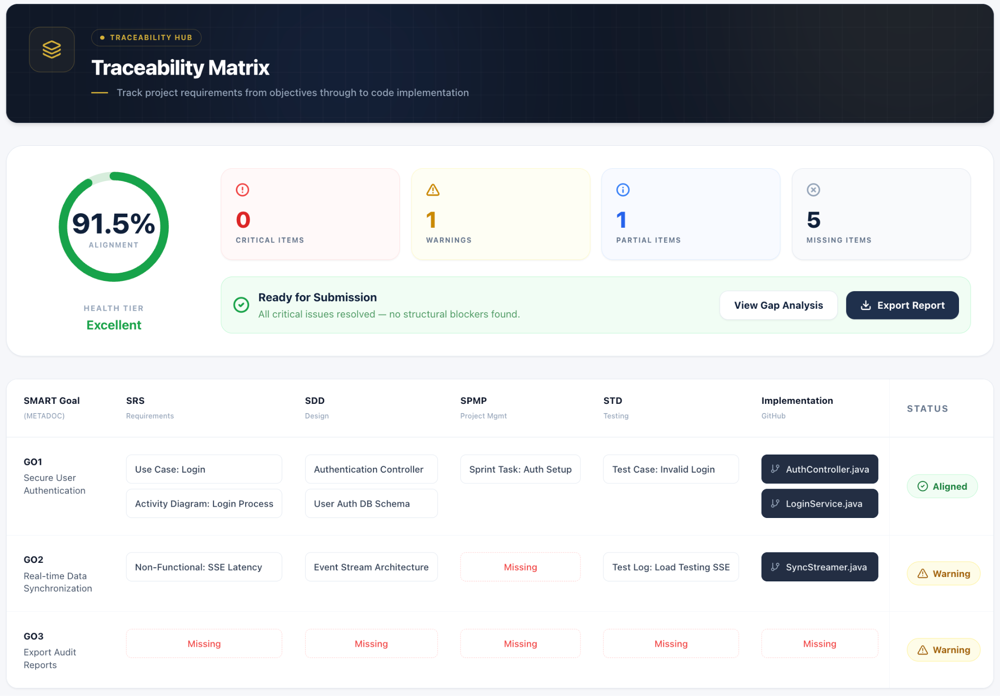 TRACEABILITY HUB
Traceability Matrix
Track project requirements from objectives through to code implementation
91.5%
ALIGNMENT
HEALTH TIER
Excellent
0
CRITICAL ITEMS
1
WARNINGS
1
PARTIAL ITEMS
5
MISSING ITEMS
Ready for Submission
All critical issues resolved — no structural blockers found.
View Gap Analysis
Export Report
SMART Goal
(METADOC)
SRS
Requirements
SDD
Design
SPMP
Project Mgmt
STD
Testing
Implementation
GitHub
STATUS
GO1
Secure User
Authentication
Use Case: Login
Activity Diagram: Login Process
Authentication Controller
User Auth DB Schema
Sprint Task: Auth Setup
Test Case: Invalid Login
AuthController.java
LoginService.java
Aligned
GO2
Real-time Data
Synchronization
Non-Functional: SSE Latency
Event Stream Architecture
Missing
Test Log: Load Testing SSE
SyncStreamer.java
Warning
GO3
Export Audit
Reports
Missing
Missing
Missing
Missing
Missing
Warning